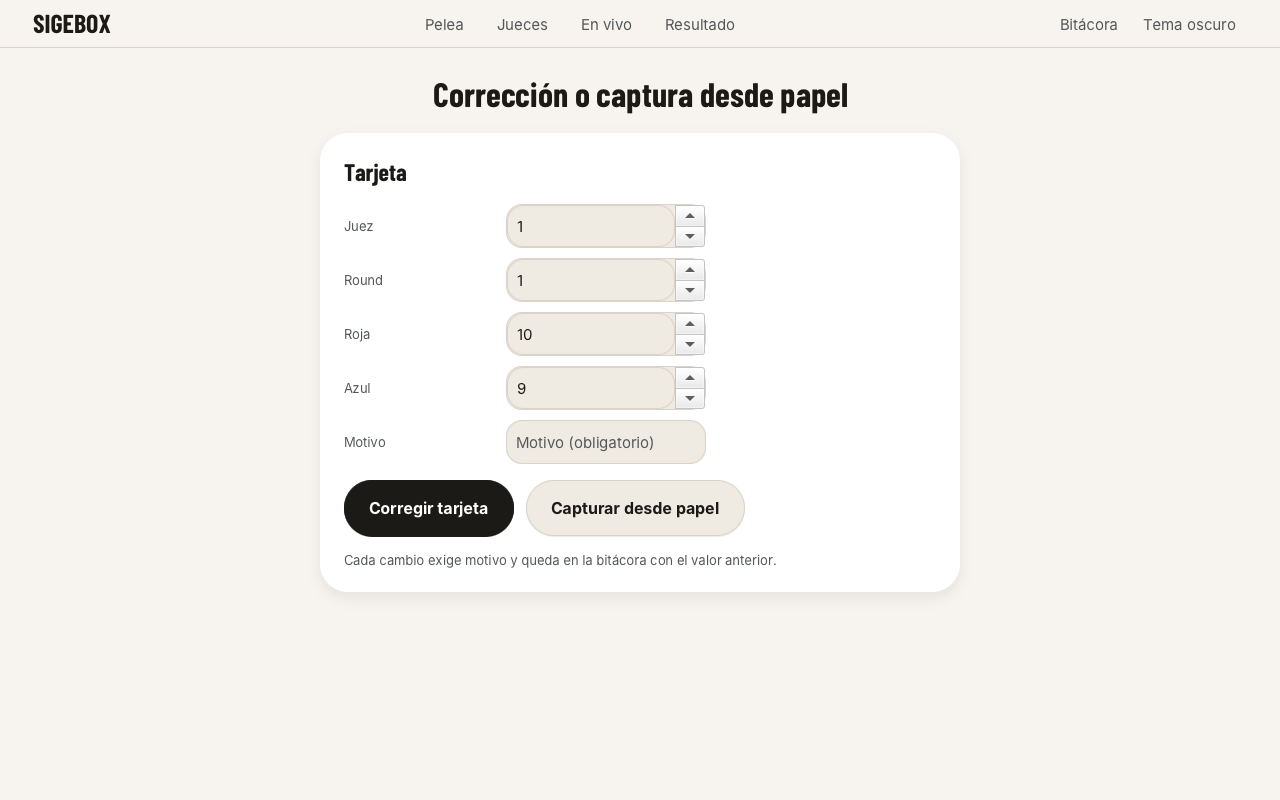 SIGEBOX Pelea Jueces En vivo Resultado Bitácora Tema oscuro
Corrección o captura desde papel
Tarjeta
Juez 1
Round 1
Roja 10
Azul 9
Motivo Motivo (obligatorio)
Corregir tarjeta Capturar desde papel
Cada cambio exige motivo y queda en la bitácora con el valor anterior.